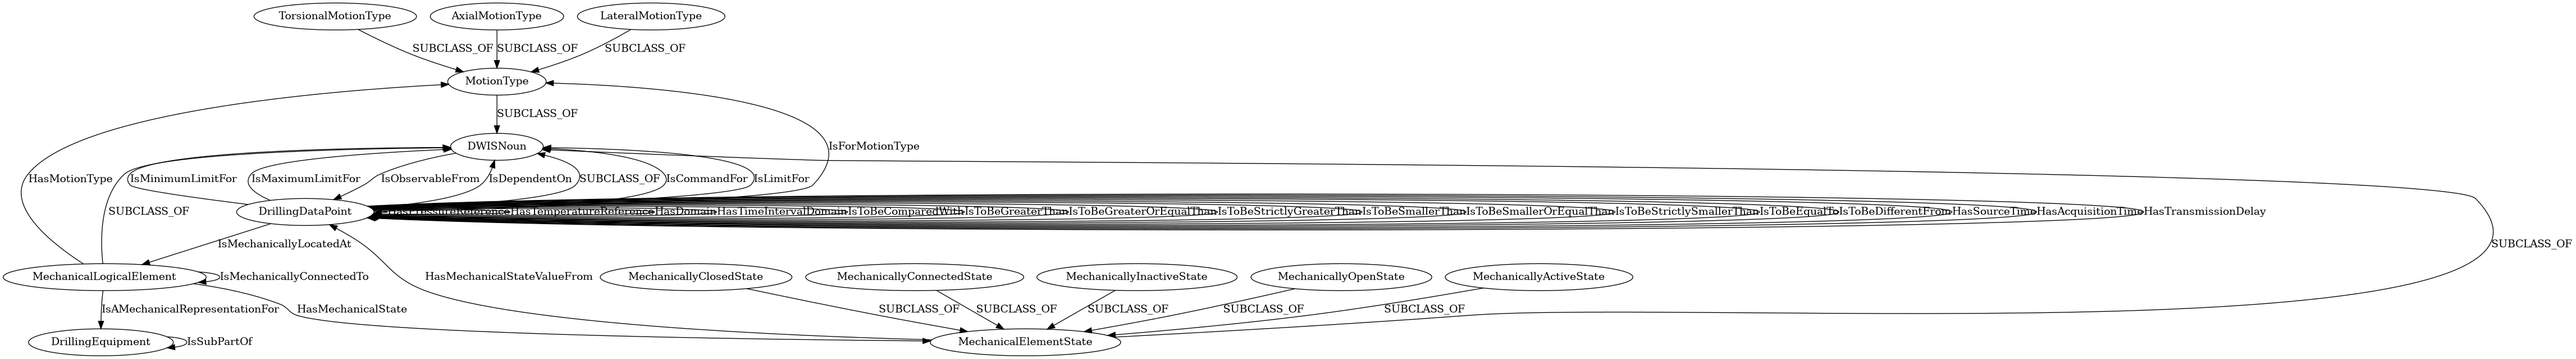 TorsionalMotionType
AxialMotionType
LateralMotionType
SUBCLASS_OF
SUBCLASS_OF
SUBCLASS_OF
MotionType
SUBCLASS_OF
DWISNoun
IsForMotionType
HasMotionType
IsMinimumLimitFor
IsMaximumLimitFor
IsObservableFrom
IsDependentOn
SUBCLASS_OF
IsCommandFor
IsLimitFor
SUBCLASS_OF
DrillingDataPoint
HasPressureReference
HasTemperatureReference
HasDomain
HasTimeIntervalDomain
IsToBeComparedWith
IsToBeGreaterThan
IsToBeGreaterOrEqualThan
IsToBeStrictlyGreaterThan
IsToBeSmallerThan
IsToBeSmallerOrEqualThan
IsToBeStrictlySmallerThan
IsToBeEqualTo
IsToBeDifferentFrom
HasSourceTime
HasAcquisitionTime
HasTransmissionDelay
IsMechanicallyLocatedAt
SUBCLASS_OF
MechanicalLogicalElement
IsMechanicallyConnectedTo
HasMechanicalStateValueFrom
MechanicallyClosedState
MechanicallyConnectedState
MechanicallyInactiveState
MechanicallyOpenState
MechanicallyActiveState
IsAMechanicalRepresentationFor
HasMechanicalState
SUBCLASS_OF
SUBCLASS_OF
SUBCLASS_OF
SUBCLASS_OF
SUBCLASS_OF
DrillingEquipment
IsSubPartOf
MechanicalElementState